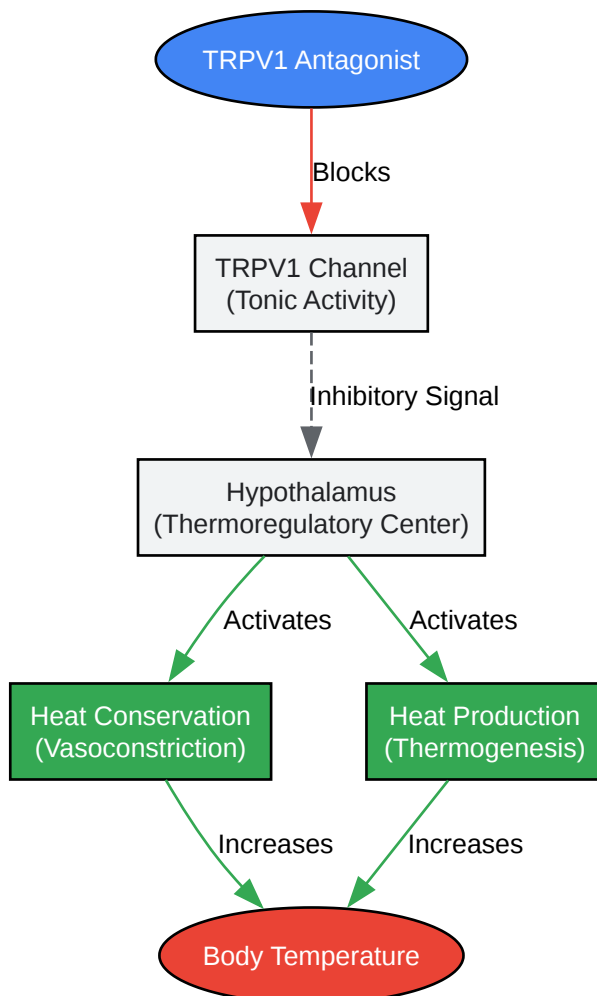 TRPV1 Antagonist
Blocks
TRPV1 Channel
(Tonic Activity)
Inhibitory Signal
Hypothalamus
(Thermoregulatory Center)
Activates
Activates
Heat Conservation
(Vasoconstriction)
Heat Production
(Thermogenesis)
Increases
Increases
Body Temperature